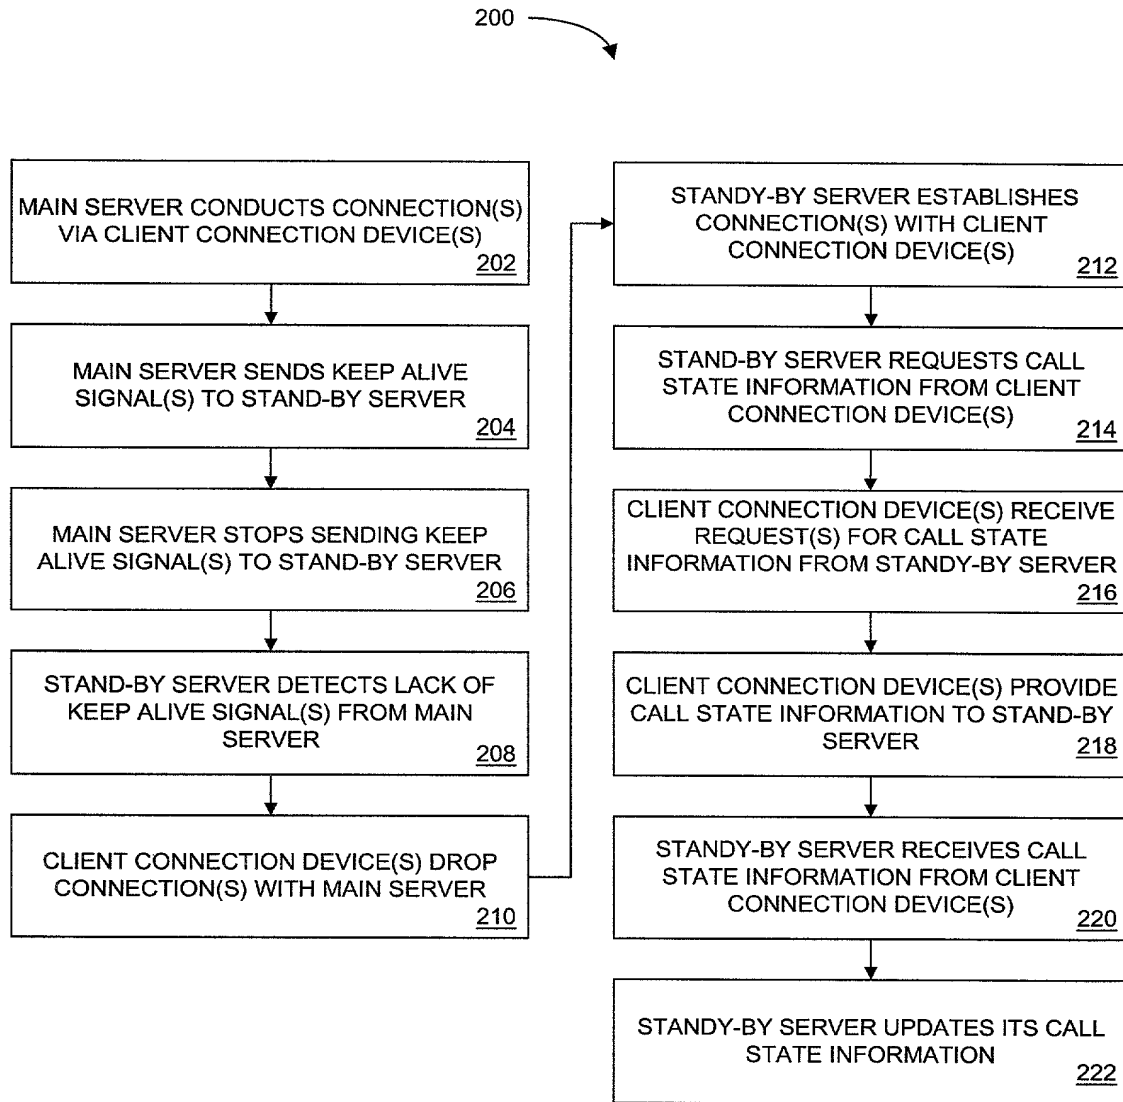 200
MAIN SERVER CONDUCTS CONNECTION(S)
VIA CLIENT CONNECTION DEVICE(S)
202
MAIN SERVER SENDS KEEP ALIVE
SIGNAL(S) TO STAND-BY SERVER
204
MAIN SERVER STOPS SENDING KEEP
ALIVE SIGNAL(S) TO STAND-BY SERVER
206
STAND-BY SERVER DETECTS LACK OF
KEEP ALIVE SIGNAL(S) FROM MAIN
SERVER
208
CLIENT CONNECTION DEVICE(S) DROP
CONNECTION(S) WITH MAIN SERVER
210
STANDY-BY SERVER ESTABLISHES
CONNECTION(S) WITH CLIENT
CONNECTION DEVICE(S)
212
STAND-BY SERVER REQUESTS CALL
STATE INFORMATION FROM CLIENT
CONNECTION DEVICE(S)
214
CLIENT CONNECTION DEVICE(S) RECEIVE
REQUEST(S) FOR CALL STATE
INFORMATION FROM STANDY-BY SERVER
216
CLIENT CONNECTION DEVICE(S) PROVIDE
CALL STATE INFORMATION TO STAND-BY
SERVER
218
STANDY-BY SERVER RECEIVES CALL
STATE INFORMATION FROM CLIENT
CONNECTION DEVICE(S)
220
STANDY-BY SERVER UPDATES ITS CALL
STATE INFORMATION
222